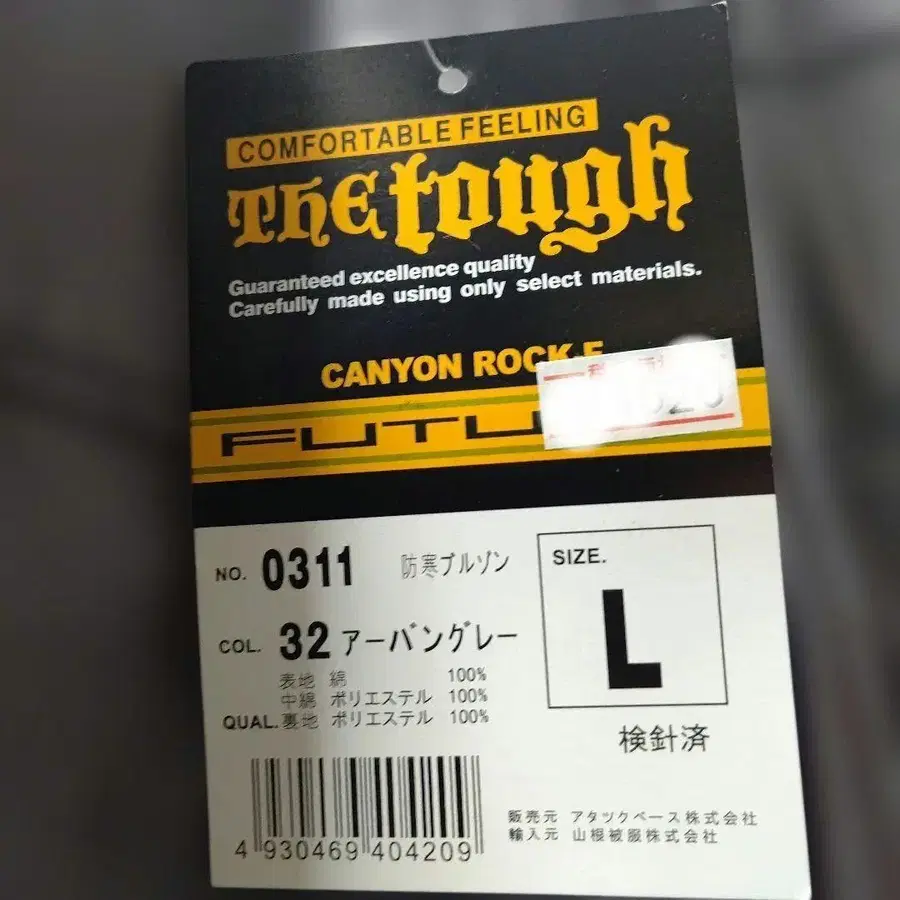 COMFORTABLE FEELING
The tough
Guaranteed excellence quality
Carefully made using only select materials.
CANYON ROCK
NO. 0311 防寒ブルゾン
SIZE.
L
COL. 32 アーバングレー
表地 綿 100%
中綿 ポリエステル 100%
QUAL. 裏地 ポリエステル 100%
検針済
4 930469 404209
販売元 アタックベース株式会社
輸入元 山根被服株式会社